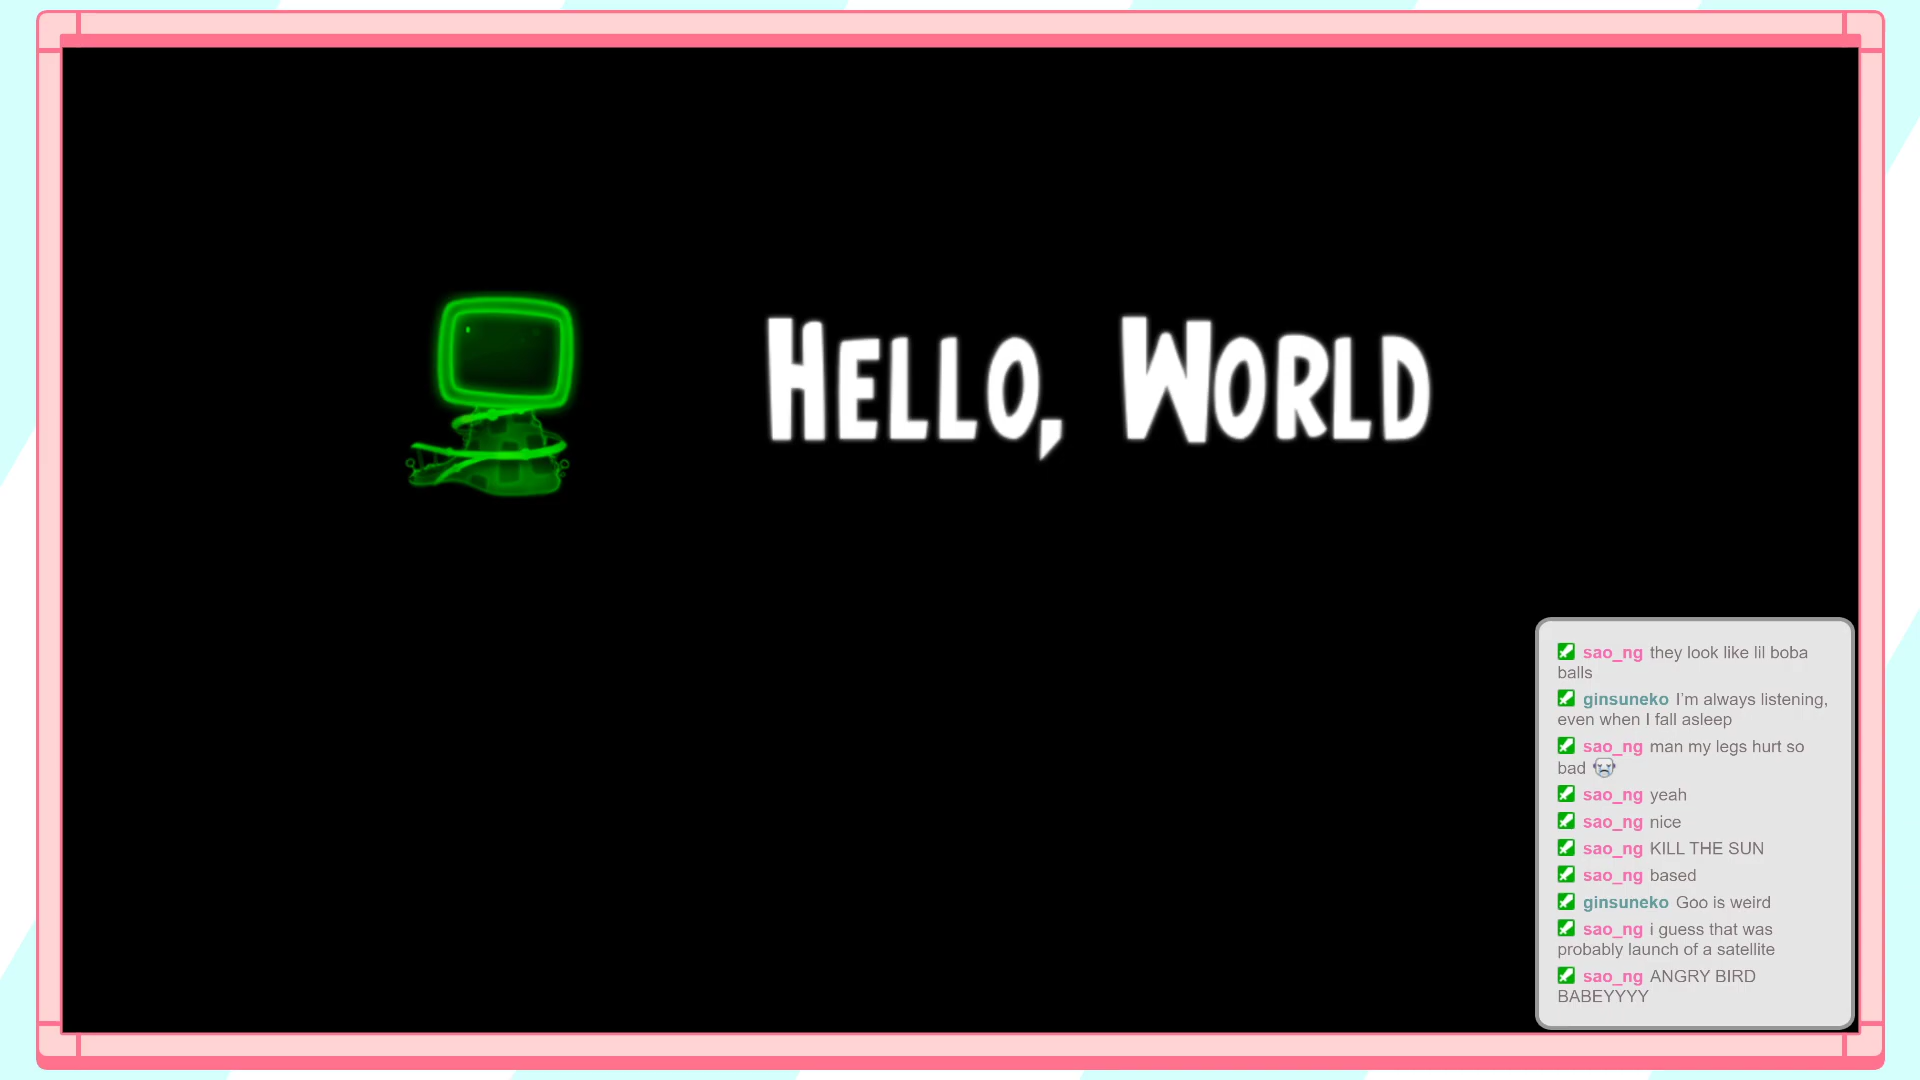 HELLO, WORLD
sao_ng they look like lil boba
balls
ginsuneko I'm always listening,
even when I fall asleep
sao_ng man my legs hurt so
bad
sao_ng yeah
sao_ng nice
sao_ng KILL THE SUN
sao_ng based
ginsuneko Goo is weird
sao_ng i guess that was
probably launch of a satellite
sao_ng ANGRY BIRD
BABEYYYY